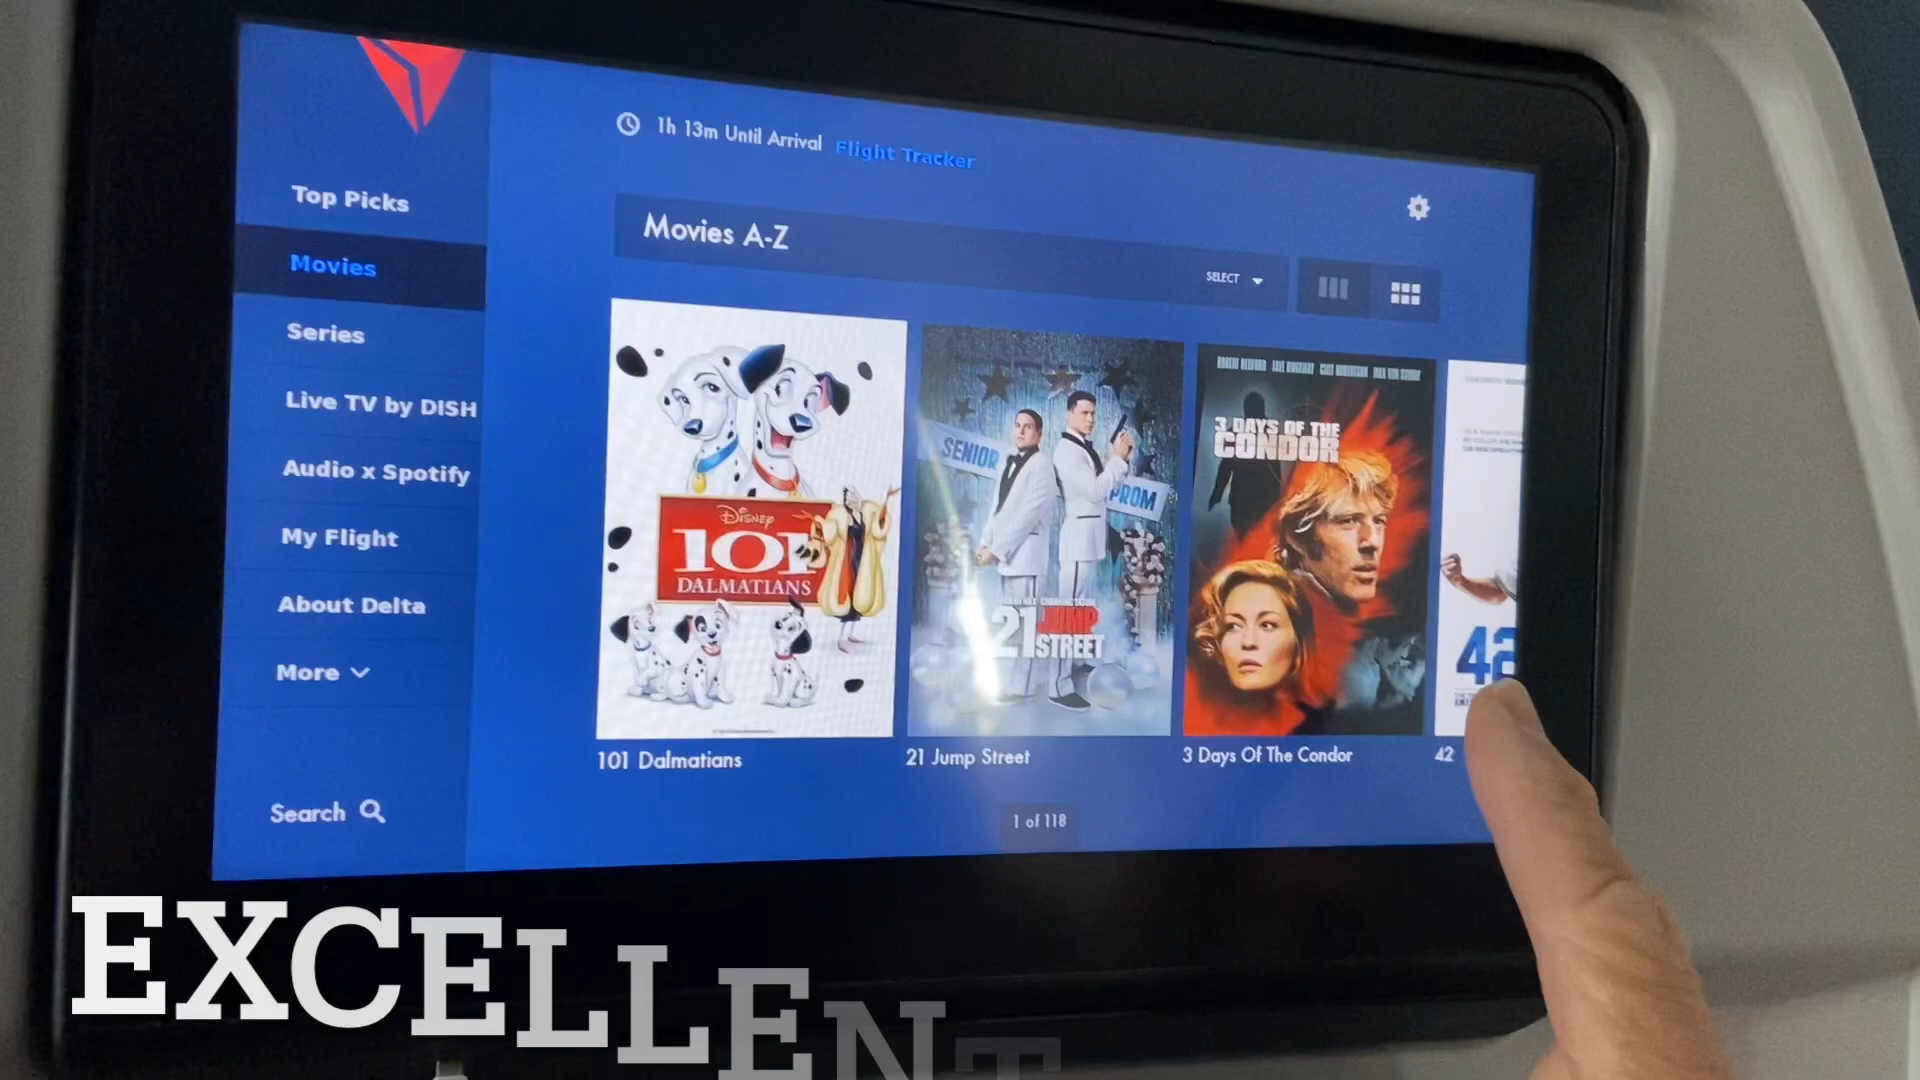 1h 13m Until Arrival Flight Tracker
Top Picks
Movies
Series
Live TV by DISH
Audio x Spotify
My Flight
About Delta
More
Search
Movies A-Z
SELECT
DISNEY
101
DALMATIANS
101 Dalmatians
SENIOR
PROM
21 JUMP
STREET
21 Jump Street
ROBERT REDFORD FAYE DUNAWAY CLIFF ROBERTSON MAX VON SYDOW
3 DAYS OF THE
CONDOR
3 Days Of The Condor
42
42
1 of 118
EXCELLENT